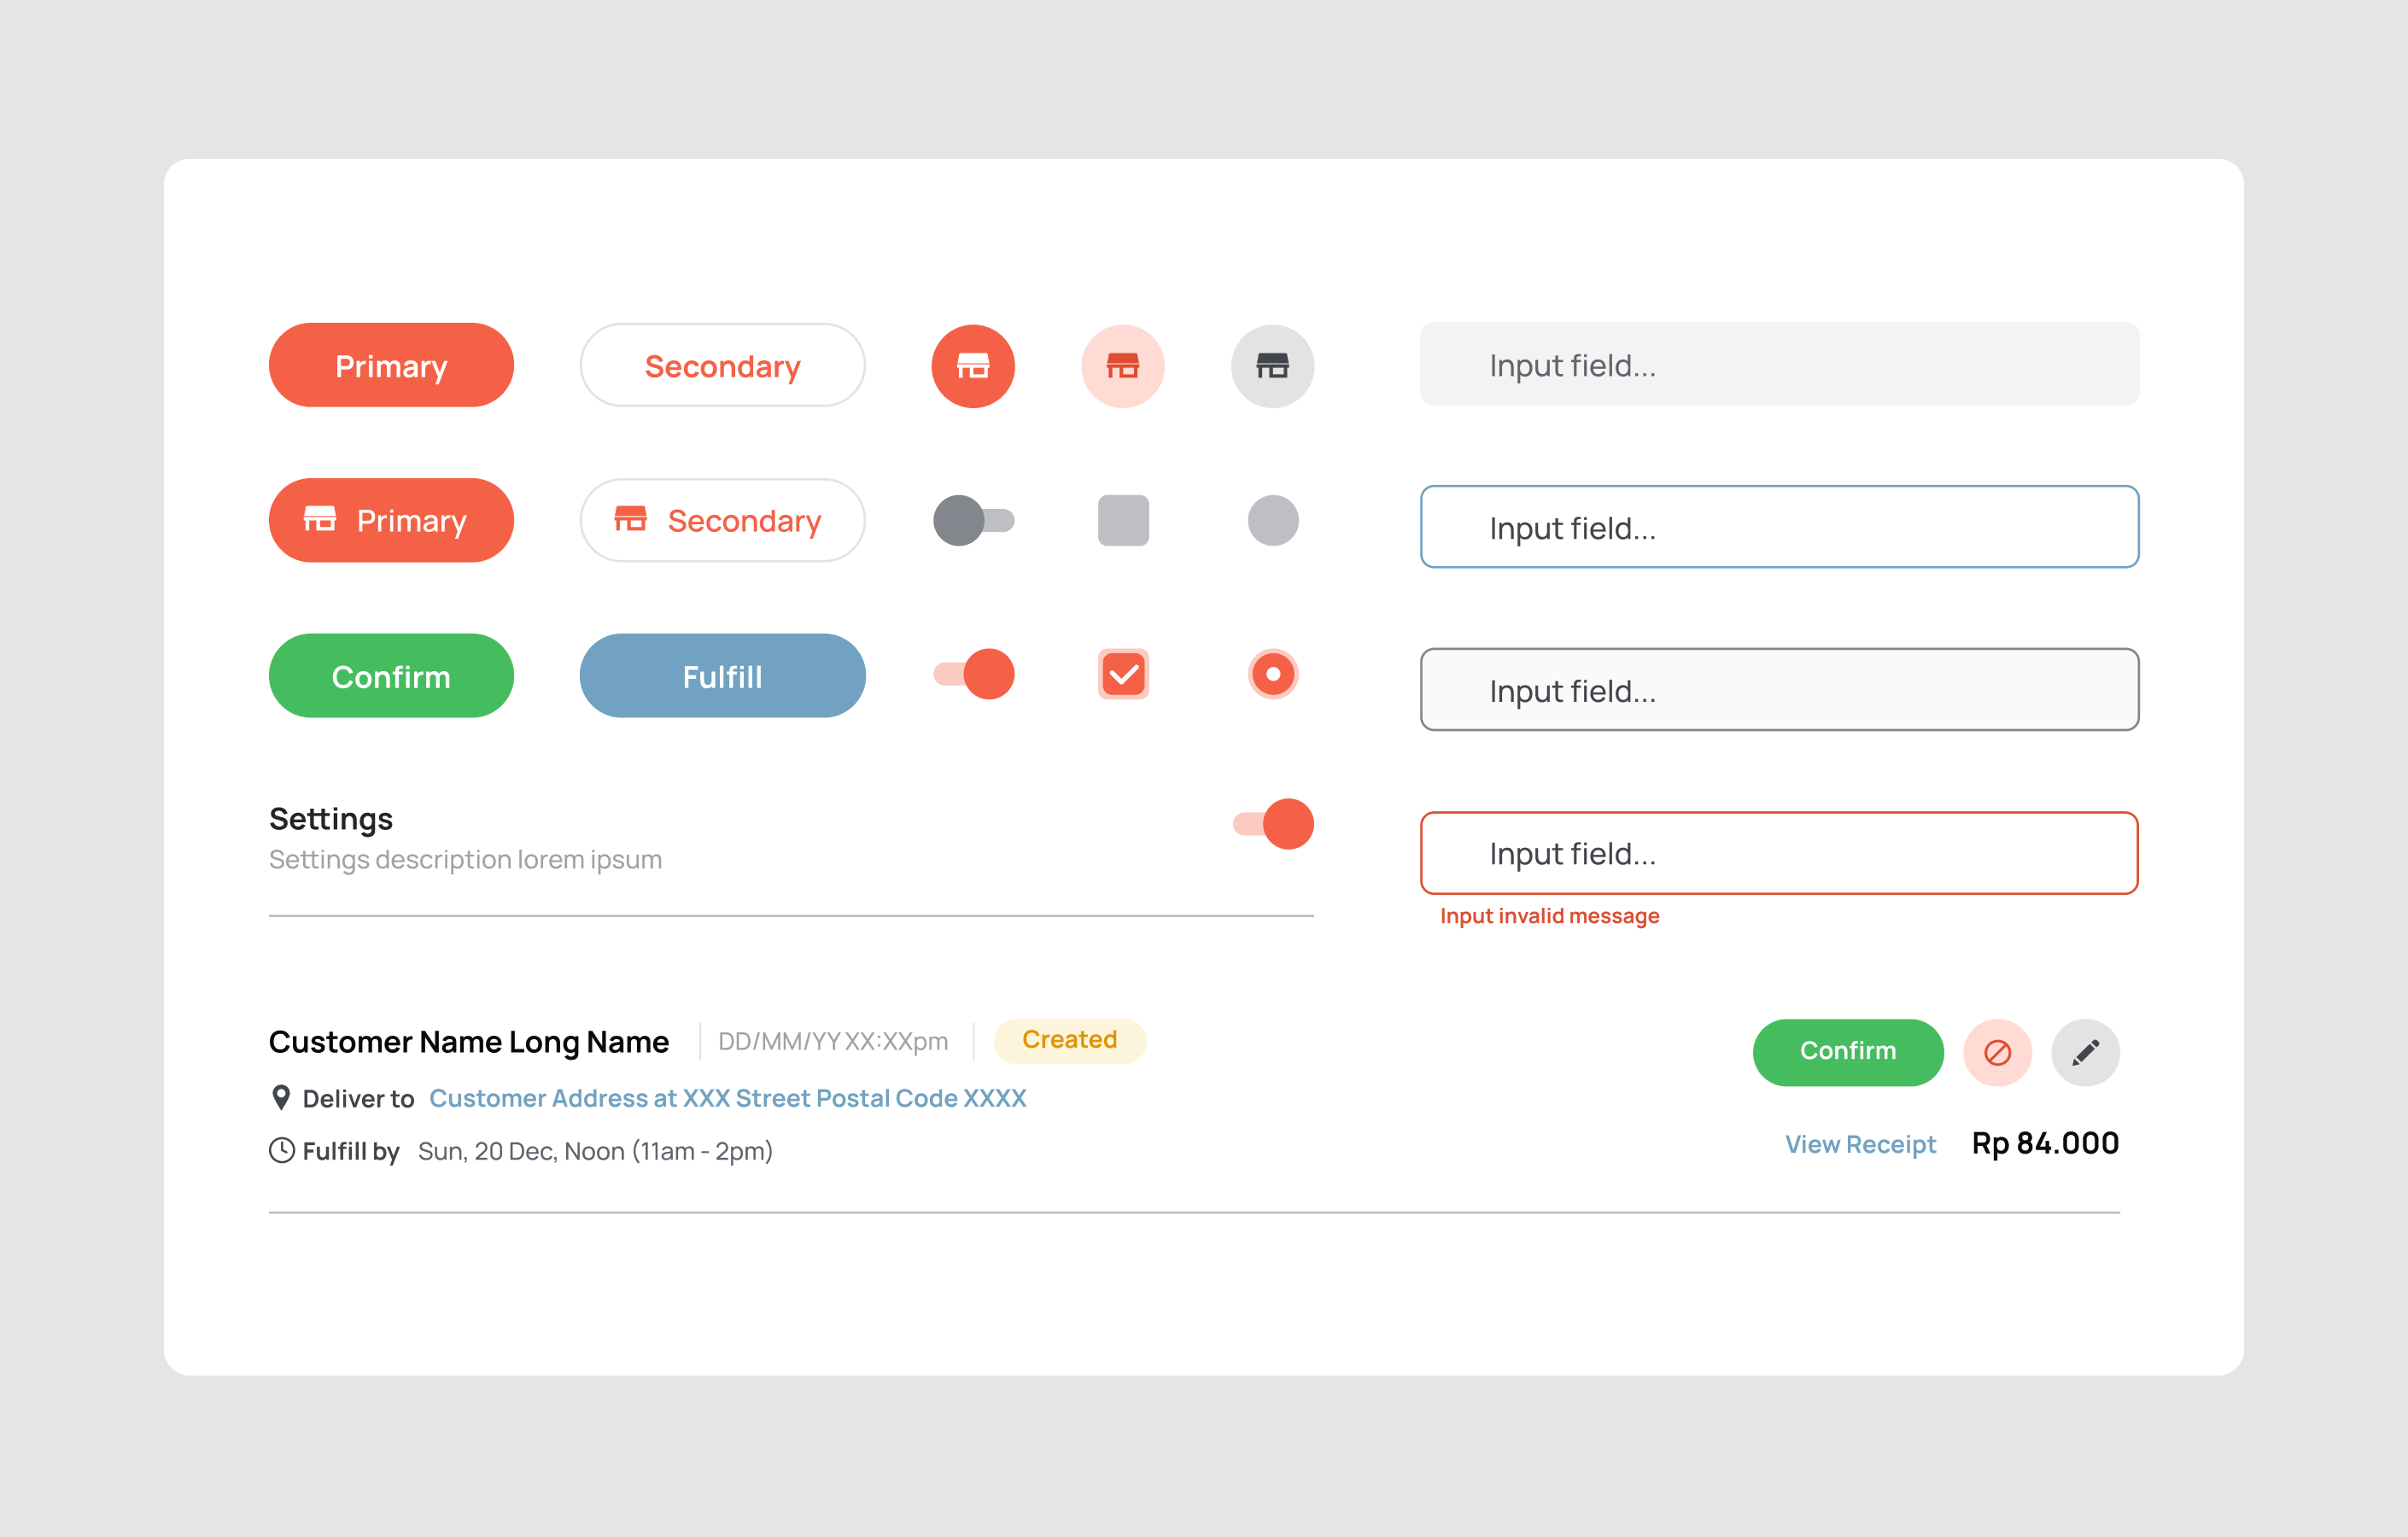 Primary
Secondary
Input field...
Primary
Secondary
Input field...
Confirm
Fulfill
Input field...
Settings
Settings description lorem ipsum
Input field...
Input invalid message
Customer Name Long Name
DD/MM/YY XX:XXpm
Created
Confirm
Deliver to Customer Address at XXX Street Postal Code XXXX
Fulfill by Sun, 20 Dec, Noon (11am - 2pm)
View Receipt
Rp 84.000